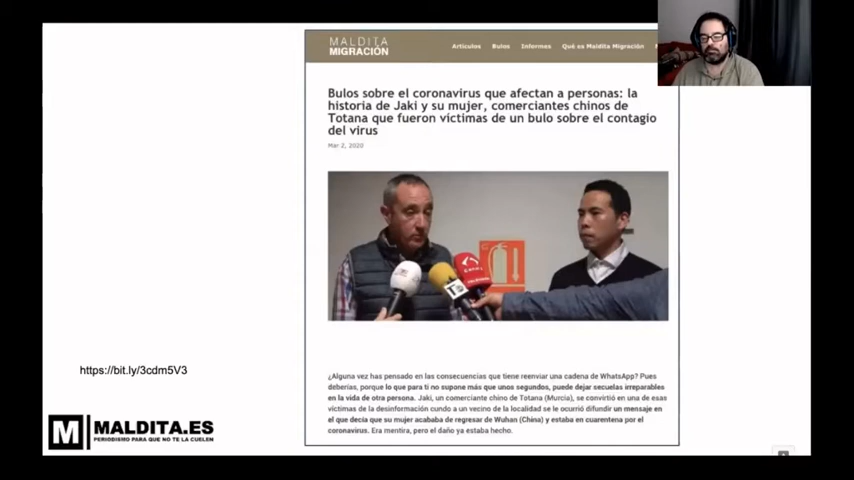 MALDITA
MIGRACIÓN
Artículos Bulos Informes Qué es Maldita Migración
Bulos sobre el coronavirus que afectan a personas: la
historia de Jaki y su mujer, comerciantes chinos de
Totana que fueron víctimas de un bulo sobre el contagio
del virus
Mar 2, 2020
¿Alguna vez has pensado en las consecuencias que tiene reenviar una cadena de WhatsApp? Pues
deberías, porque lo que para ti no supone más que unos segundos, puede dejar secuelas irreparables
en la vida de otra persona. Jaki, un comerciante chino de Totana (Murcia), se convirtió en una de esas
víctimas de la desinformación cundo a un vecino de la localidad se le ocurrió difundir un mensaje en
el que decía que su mujer acababa de regresar de Wuhan (China) y estaba en cuarentena por el
coronavirus. Era mentira, pero el daño ya estaba hecho.
https://bit.ly/3cdm5V3
M MALDITA.ES
PERIODISMO PARA QUE NO TE LA CUELEN